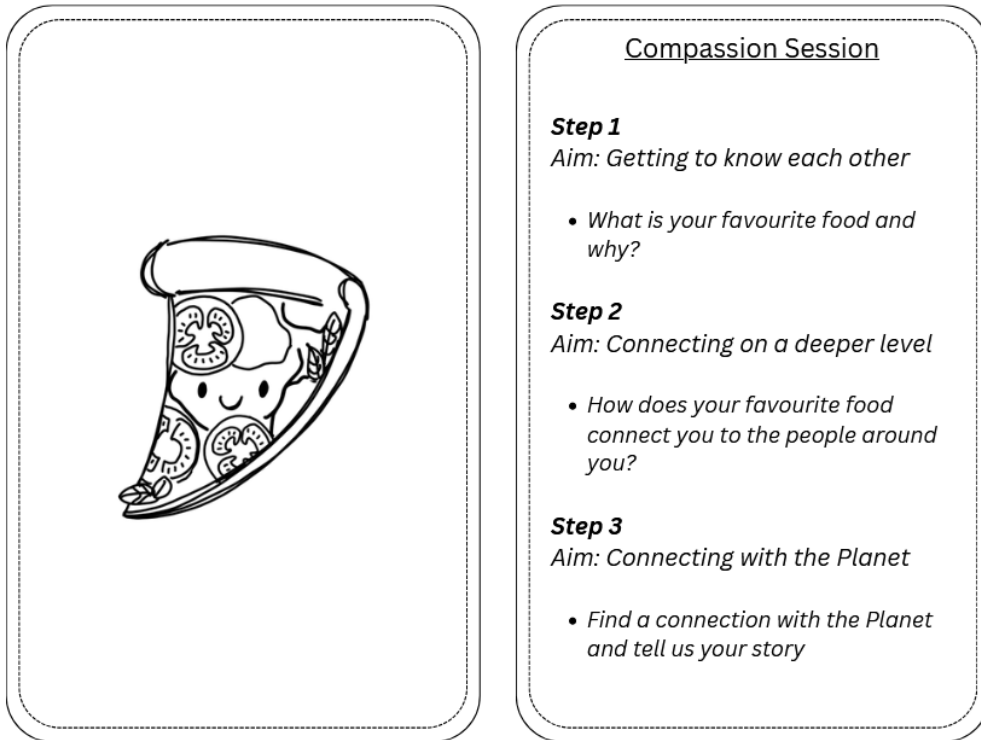 Compassion Session
Step 1
Aim: Getting to know each other
• What is your favourite food and
why?
Step 2
Aim: Connecting on a deeper level
• How does your favourite food
connect you to the people around
you?
Step 3
Aim: Connecting with the Planet
• Find a connection with the Planet
and tell us your story